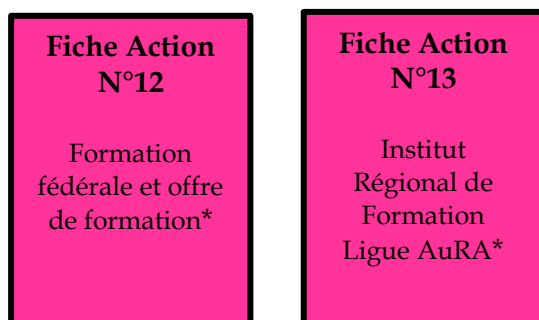 Fiche Action
N°12
Formation
fédérale et offre
de formation*
Fiche Action
N°13
Institut
Régional de
Formation
Ligue AuRA*